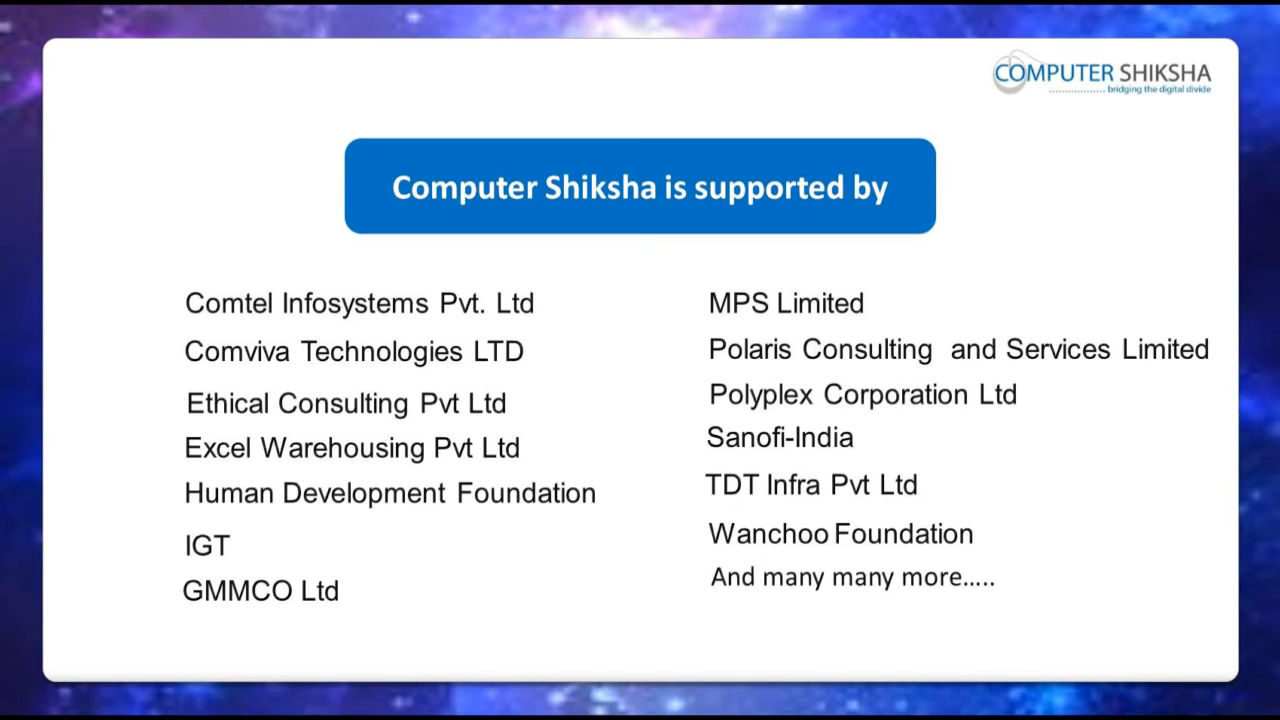 COMPUTER SHIKSHA
bridging the digital divide
Computer Shiksha is supported by
Comtel Infosystems Pvt. Ltd
Comviva Technologies LTD
Ethical Consulting Pvt Ltd
Excel Warehousing Pvt Ltd
Human Development Foundation
IGT
GMMCO Ltd
MPS Limited
Polaris Consulting and Services Limited
Polyplex Corporation Ltd
Sanofi-India
TDT Infra Pvt Ltd
Wanchoo Foundation
And many many more.....